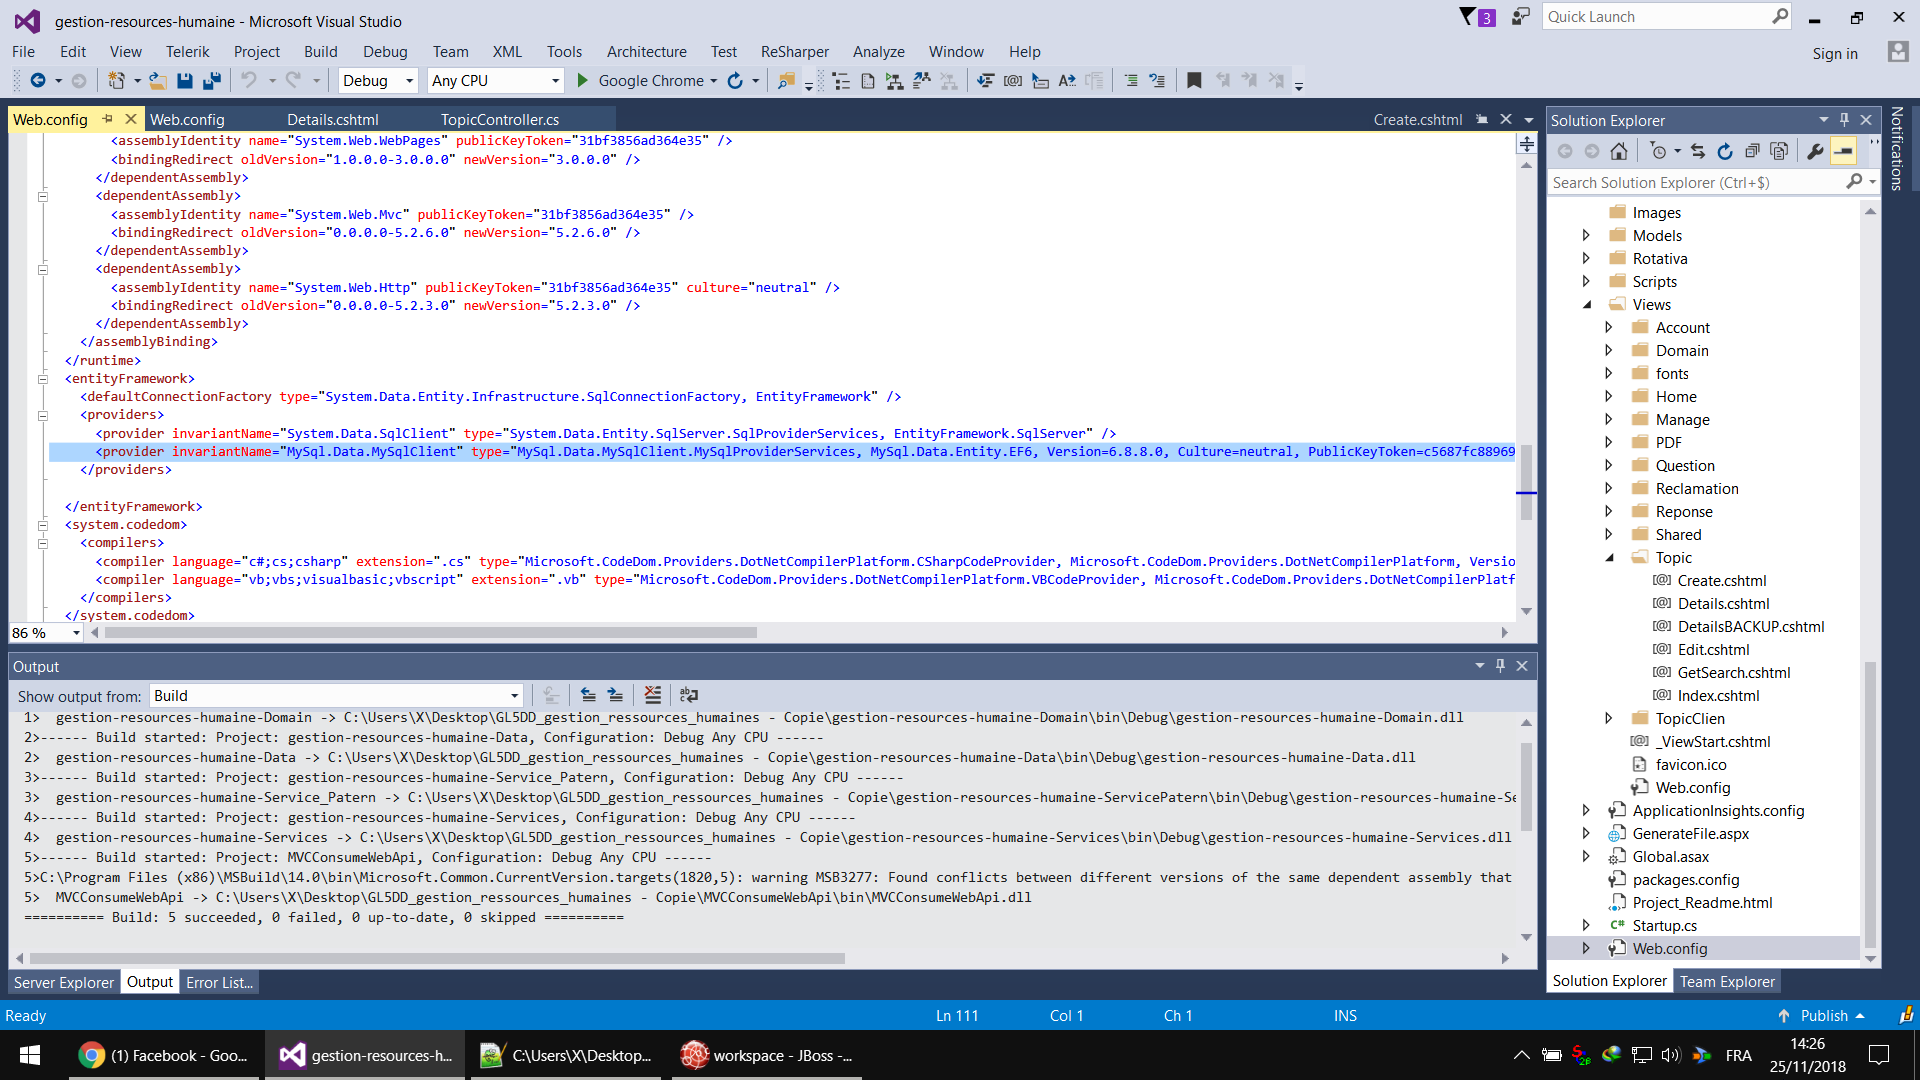 gestion-resources-humaine - Microsoft Visual Studio
3
Quick Launch
File Edit View Telerik Project Build Debug Team XML Tools Architecture Test ReSharper Analyze Window Help
Sign in
Debug Any CPU Google Chrome
Web.config Web.config Details.cshtml TopicController.cs Create.cshtml
<assemblyIdentity name="System.Web.WebPages" publicKeyToken="31bf3856ad364e35" />
<bindingRedirect oldVersion="1.0.0.0-3.0.0.0" newVersion="3.0.0.0" />
</dependentAssembly>
<dependentAssembly>
<assemblyIdentity name="System.Web.Mvc" publicKeyToken="31bf3856ad364e35" />
<bindingRedirect oldVersion="0.0.0.0-5.2.6.0" newVersion="5.2.6.0" />
</dependentAssembly>
<dependentAssembly>
<assemblyIdentity name="System.Web.Http" publicKeyToken="31bf3856ad364e35" culture="neutral" />
<bindingRedirect oldVersion="0.0.0.0-5.2.3.0" newVersion="5.2.3.0" />
</dependentAssembly>
</assemblyBinding>
</runtime>
<entityFramework>
<defaultConnectionFactory type="System.Data.Entity.Infrastructure.SqlConnectionFactory, EntityFramework" />
<providers>
<provider invariantName="System.Data.SqlClient" type="System.Data.Entity.SqlServer.SqlProviderServices, EntityFramework.SqlServer" />
<provider invariantName="MySql.Data.MySqlClient" type="MySql.Data.MySqlClient.MySqlProviderServices, MySql.Data.Entity.EF6, Version=6.8.8.0, Culture=neutral, PublicKeyToken=c5687fc88969
</providers>
</entityFramework>
<system.codedom>
<compilers>
<compiler language="c#;cs;csharp" extension=".cs" type="Microsoft.CodeDom.Providers.DotNetCompilerPlatform.CSharpCodeProvider, Microsoft.CodeDom.Providers.DotNetCompilerPlatform, Versio
<compiler language="vb;vbs;visualbasic;vbscript" extension=".vb" type="Microsoft.CodeDom.Providers.DotNetCompilerPlatform.VBCodeProvider, Microsoft.CodeDom.Providers.DotNetCompilerPlatf
</compilers>
</system.codedom>
86 %
Output
Show output from: Build
1>  gestion-resources-humaine-Domain -> C:\Users\X\Desktop\GL5DD_gestion_ressources_humaines - Copie\gestion-resources-humaine-Domain\bin\Debug\gestion-resources-humaine-Domain.dll
2>------ Build started: Project: gestion-resources-humaine-Data, Configuration: Debug Any CPU ------
2>  gestion-resources-humaine-Data -> C:\Users\X\Desktop\GL5DD_gestion_ressources_humaines - Copie\gestion-resources-humaine-Data\bin\Debug\gestion-resources-humaine-Data.dll
3>------ Build started: Project: gestion-resources-humaine-Service_Patern, Configuration: Debug Any CPU ------
3>  gestion-resources-humaine-Service_Patern -> C:\Users\X\Desktop\GL5DD_gestion_ressources_humaines - Copie\gestion-resources-humaine-ServicePatern\bin\Debug\gestion-resources-humaine-Se
4>------ Build started: Project: gestion-resources-humaine-Services, Configuration: Debug Any CPU ------
4>  gestion-resources-humaine-Services -> C:\Users\X\Desktop\GL5DD_gestion_ressources_humaines - Copie\gestion-resources-humaine-Services\bin\Debug\gestion-resources-humaine-Services.dll
5>------ Build started: Project: MVCConsumeWebApi, Configuration: Debug Any CPU ------
5>C:\Program Files (x86)\MSBuild\14.0\bin\Microsoft.Common.CurrentVersion.targets(1820,5): warning MSB3277: Found conflicts between different versions of the same dependent assembly that
5>  MVCConsumeWebApi -> C:\Users\X\Desktop\GL5DD_gestion_ressources_humaines - Copie\MVCConsumeWebApi\bin\MVCConsumeWebApi.dll
========== Build: 5 succeeded, 0 failed, 0 up-to-date, 0 skipped ==========
Server Explorer Output Error List...
Solution Explorer
Search Solution Explorer (Ctrl+$)
Images
Models
Rotativa
Scripts
Views
Account
Domain
fonts
Home
Manage
PDF
Question
Reclamation
Reponse
Shared
Topic
Create.cshtml
Details.cshtml
DetailsBACKUP.cshtml
Edit.cshtml
GetSearch.cshtml
Index.cshtml
TopicClien
_ViewStart.cshtml
favicon.ico
Web.config
ApplicationInsights.config
GenerateFile.aspx
Global.asax
packages.config
Project_Readme.html
Startup.cs
Web.config
Solution Explorer Team Explorer
Notifications
Ready Ln 111 Col 1 Ch 1 INS Publish
(1) Facebook - Goo... gestion-resources-h... C:\Users\X\Desktop... workspace - JBoss -...
FRA
14:26
25/11/2018